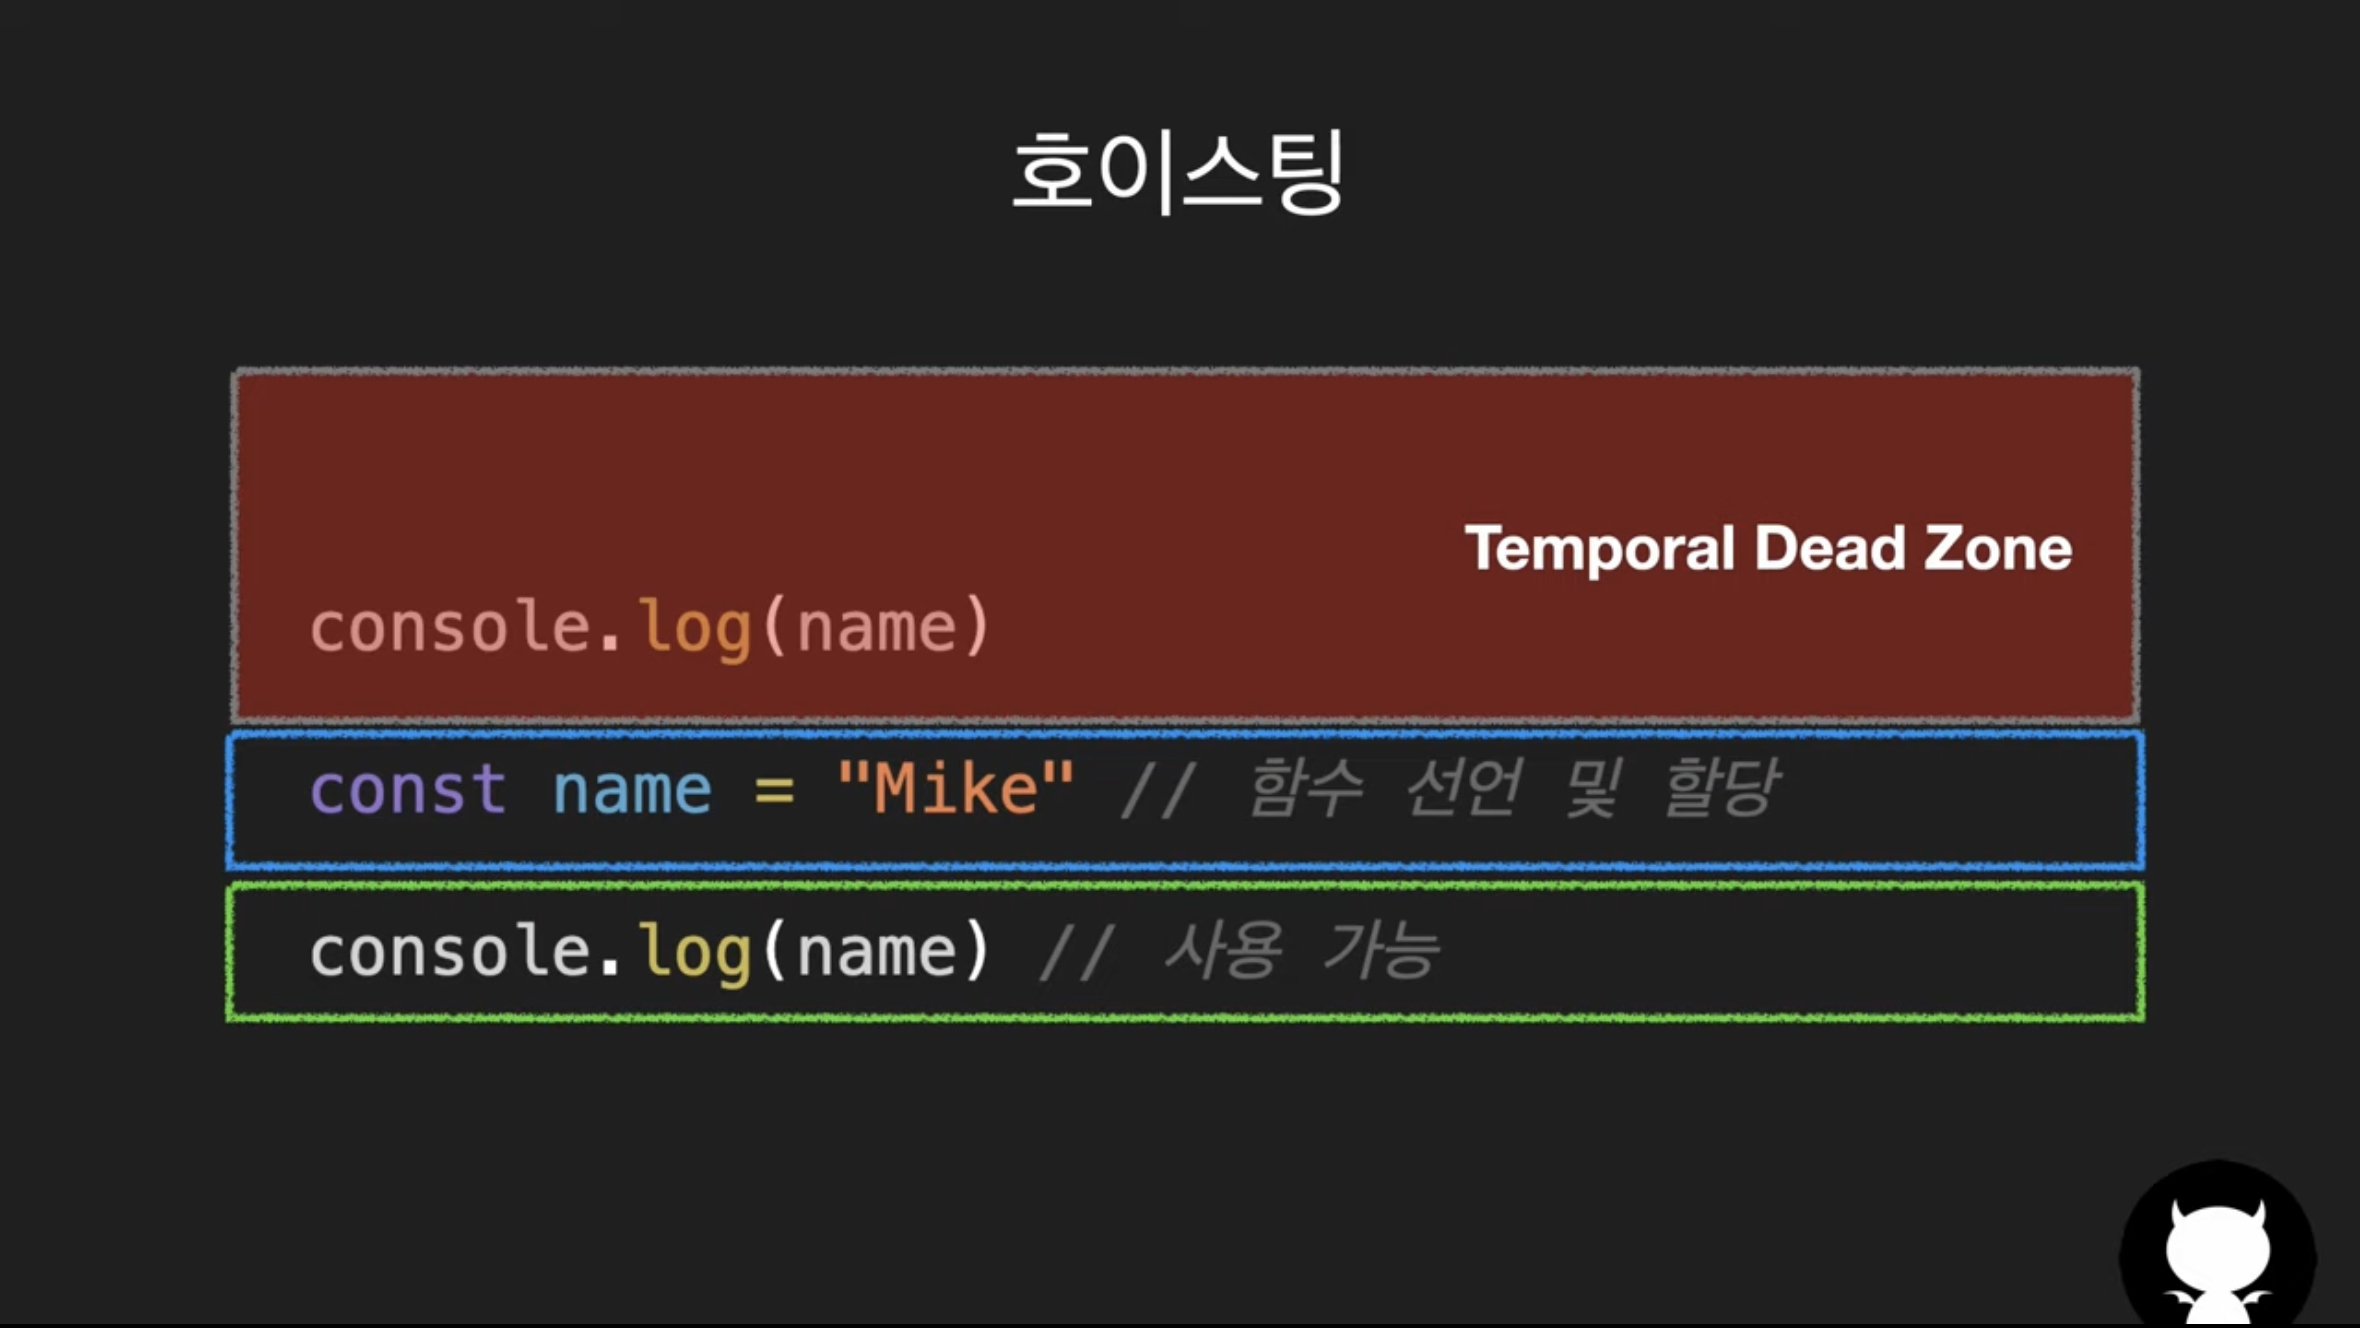 호이스팅
Temporal Dead Zone
console.log(name)
const name = "Mike" // 함수 선언 및 할당
console.log(name) // 사용 가능